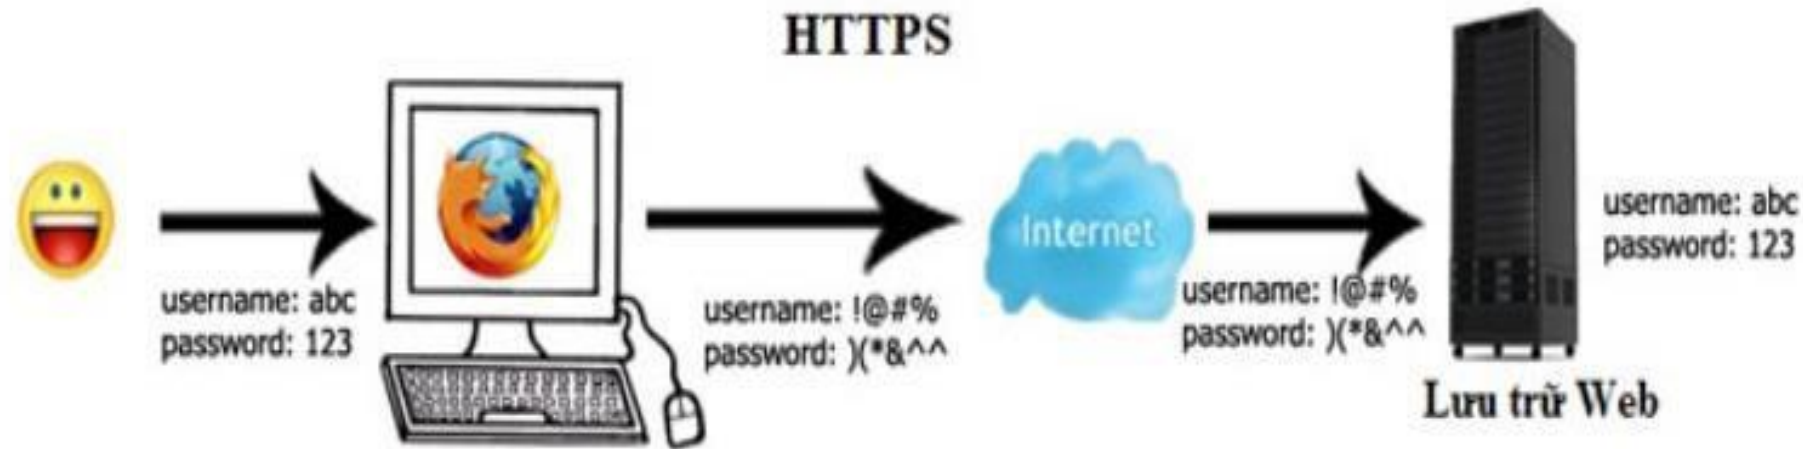 HTTPS
username: abc
password: 123
username: !@#%
password: )(*&^^
Internet
username: !@#%
password: )(*&^^
username: abc
password: 123
Lưu trữ Web